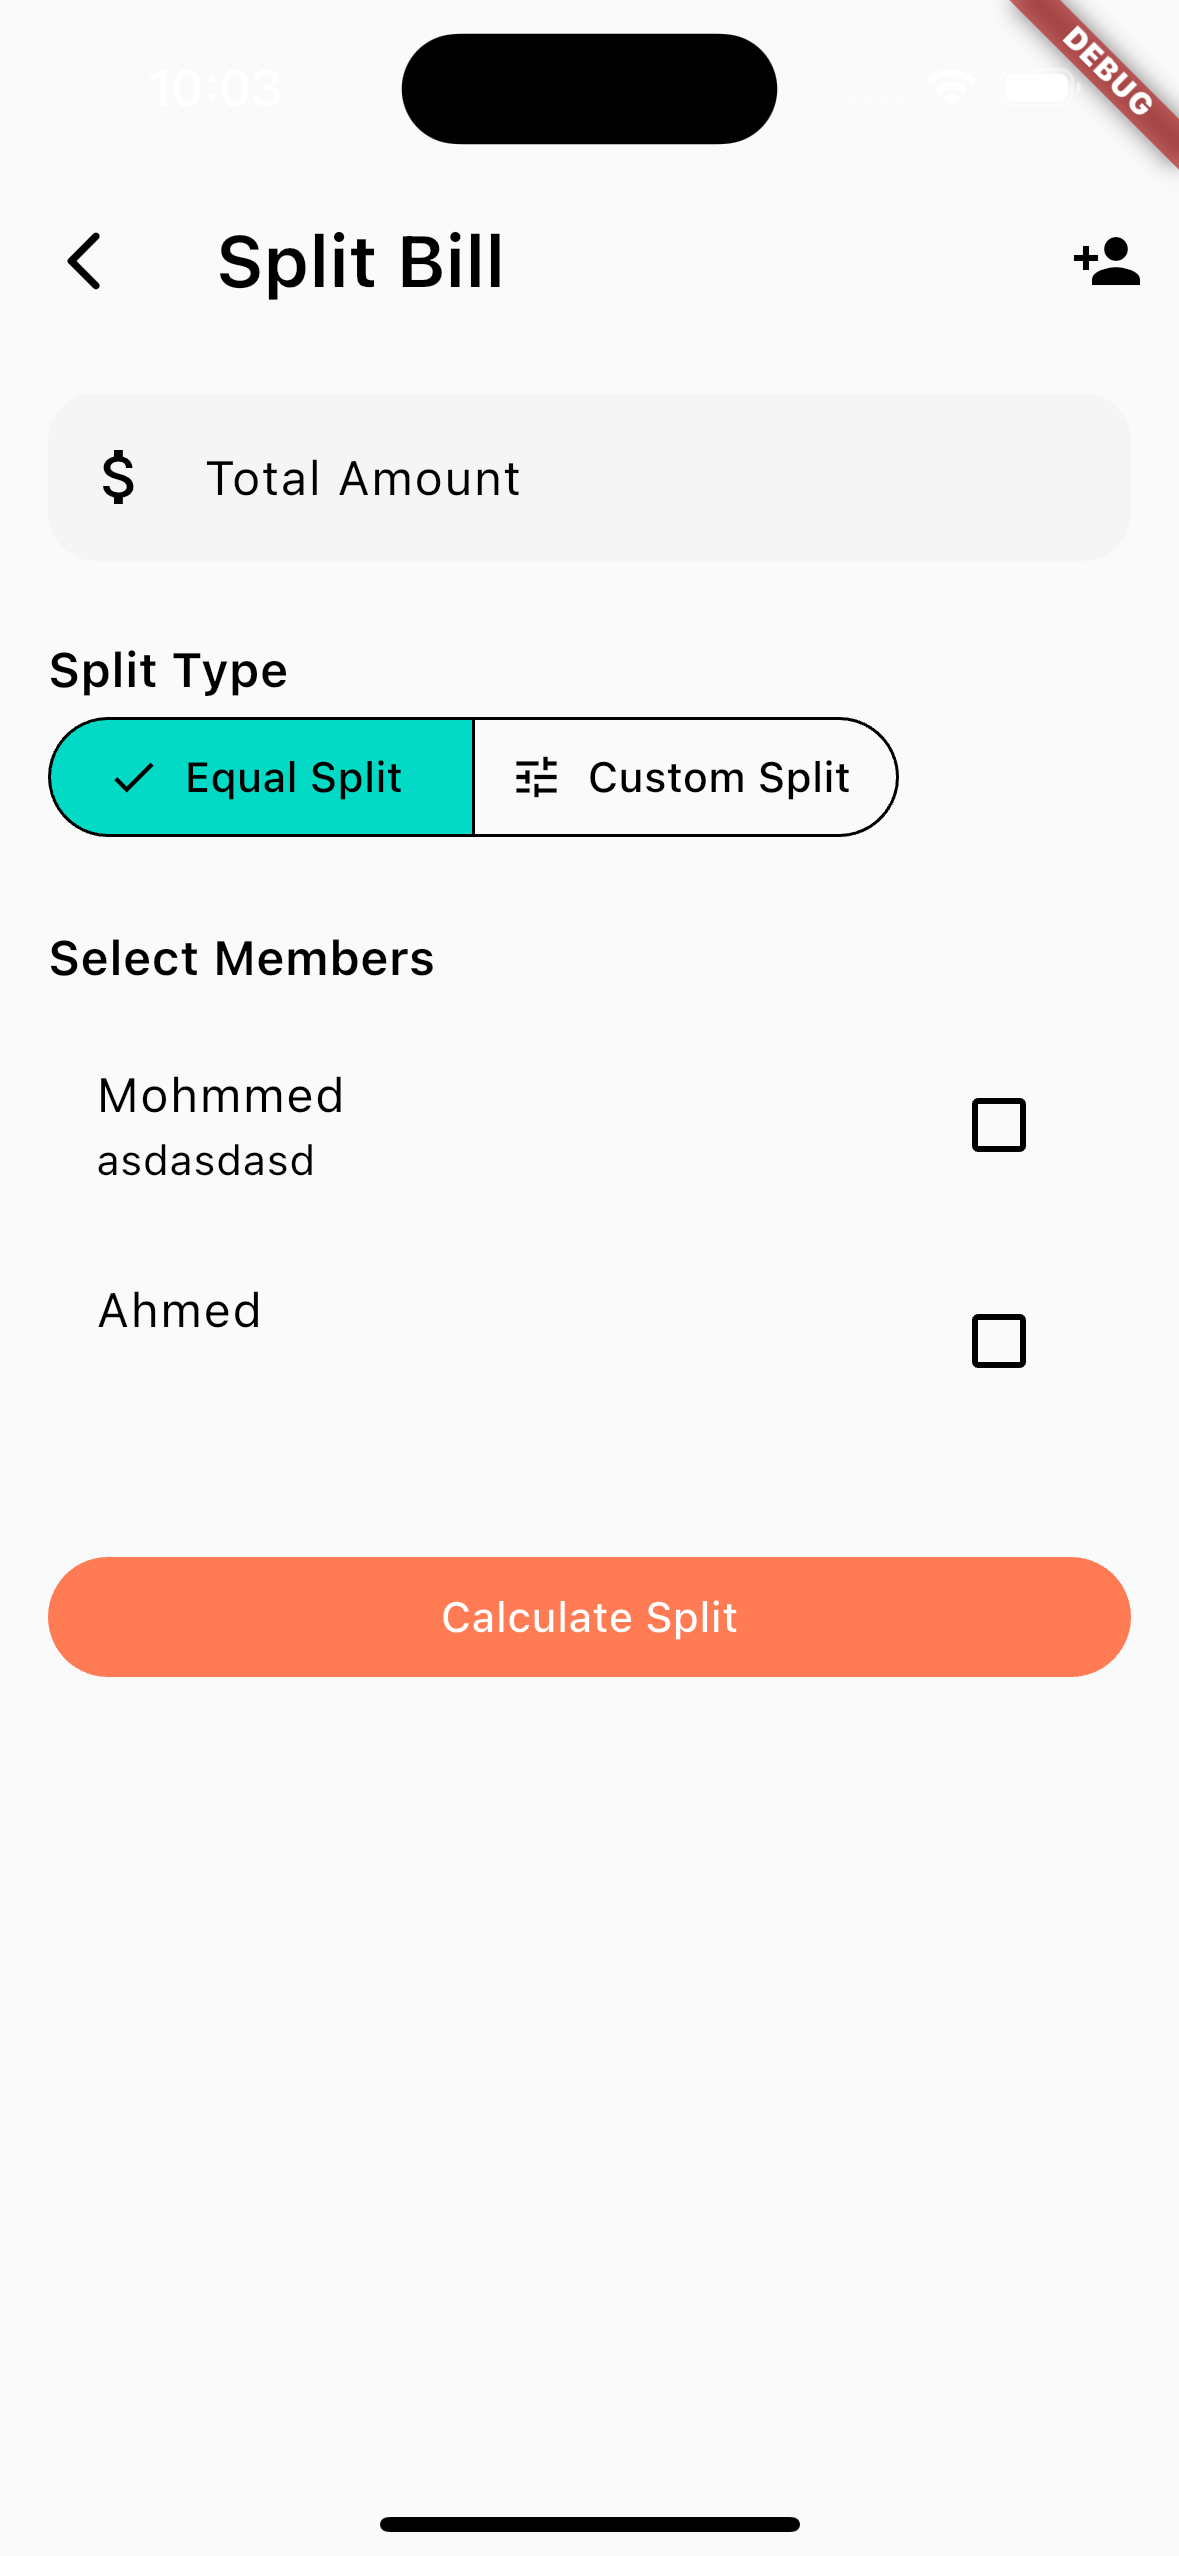 10:03
DEBUG
Split Bill
$ Total Amount
Split Type
Equal Split
Custom Split
Select Members
Mohmmed
asdasdasd
Ahmed
Calculate Split